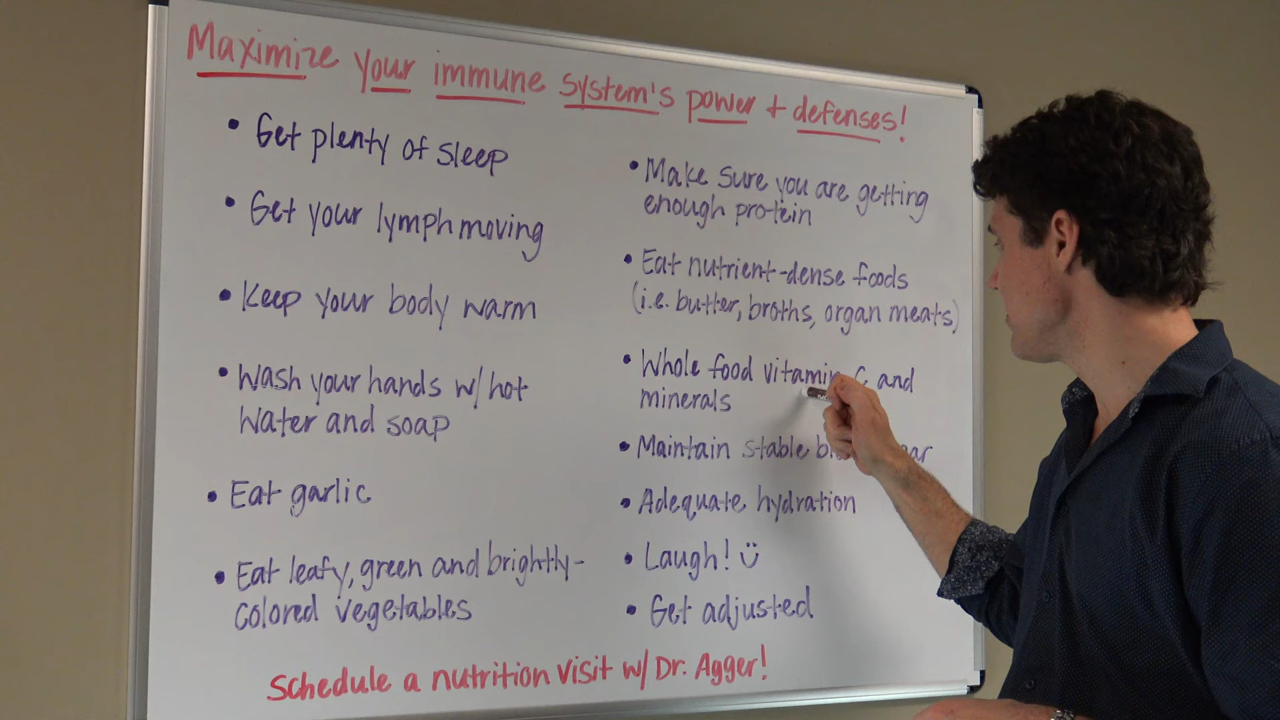 Maximize your immune system's power + defenses!
• Get plenty of sleep
• Get your lymph moving
• Keep your body warm
• Wash your hands w/ hot
water and soap
• Eat garlic
• Eat leafy, green and brightly-
colored vegetables
• Make sure you are getting
enough protein
• Eat nutrient-dense foods
(i.e. butter, broths, organ meats)
• Whole food vitamin C and
minerals
• Maintain stable
• Adequate hydration
• Laugh! :)
• Get adjusted
Schedule a nutrition visit w/ Dr. Agger!